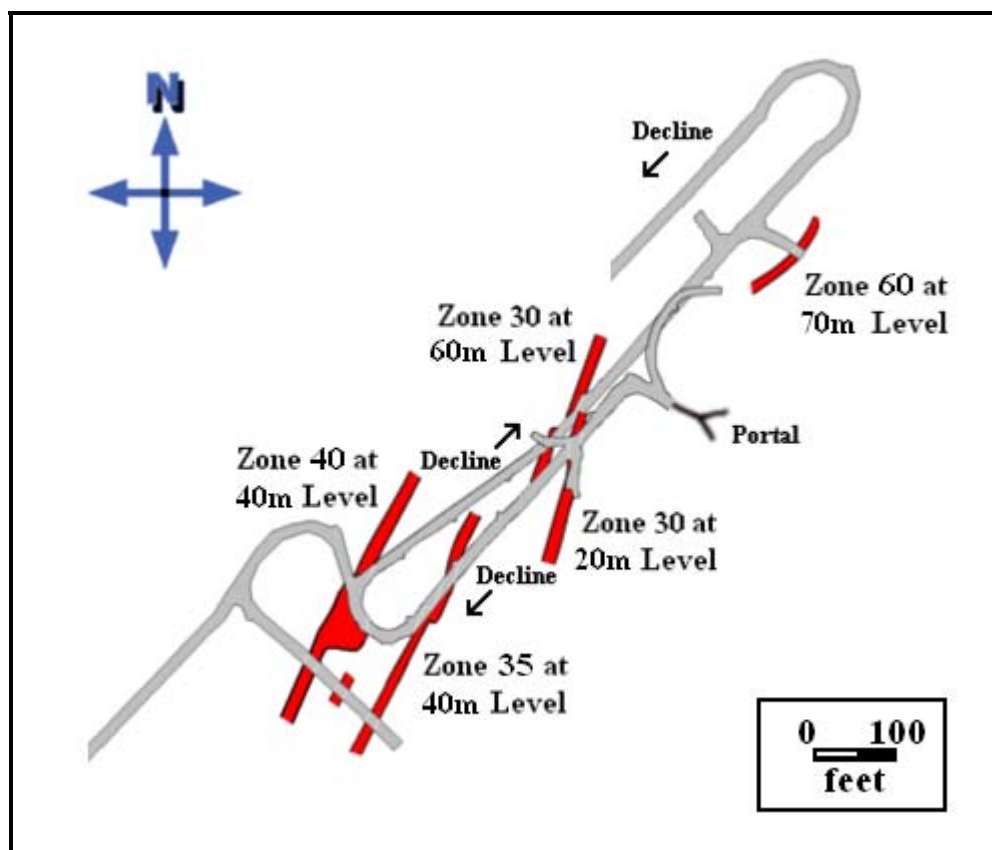 N
Decline
Zone 60 at
70m Level
Zone 30 at
60m Level
Portal
Decline
Zone 40 at
40m Level
Zone 30 at
20m Level
Decline
Zone 35 at
40m Level
0 100
feet